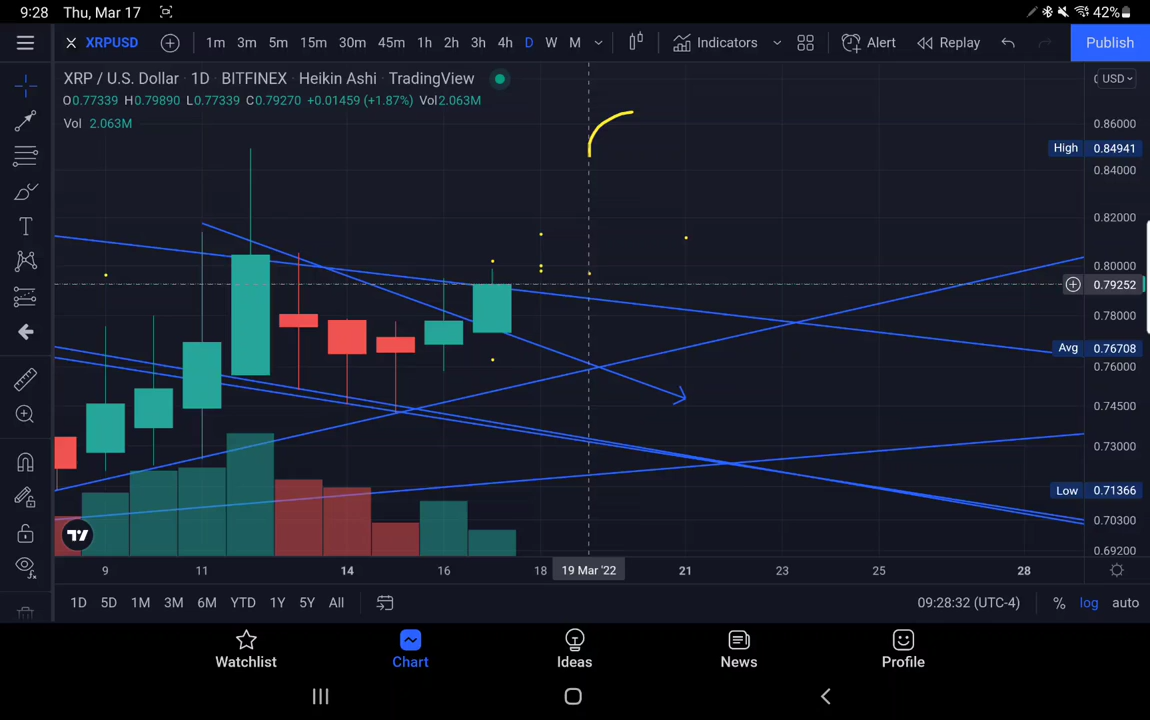 9:28 Thu, Mar 17 42%
XRPUSD 1m 3m 5m 15m 30m 45m 1h 2h 3h 4h D W M Indicators Alert Replay Publish
XRP / U.S. Dollar · 1D · BITFINEX · Heikin Ashi · TradingView USD
O0.77339 H0.79890 L0.77339 C0.79270 +0.01459 (+1.87%) Vol2.063M
Vol 2.063M
0.86000
High 0.84941
0.84000
0.82000
0.80000
0.79252
0.78000
Avg 0.76708
0.76000
0.74500
0.73000
Low 0.71366
0.70300
0.69200
9 11 14 16 18 19 Mar '22 21 23 25 28
1D 5D 1M 3M 6M YTD 1Y 5Y All 09:28:32 (UTC-4) % log auto
Watchlist Chart Ideas News Profile